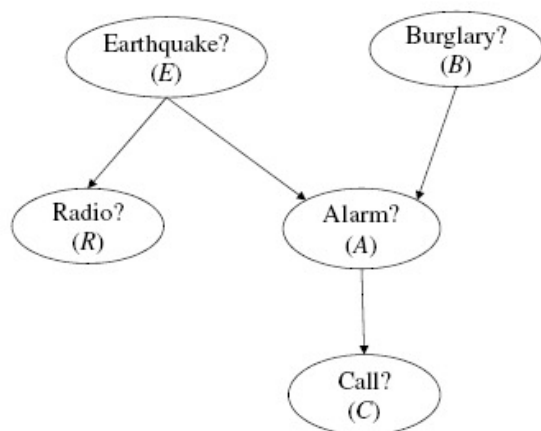 Earthquake?
(E)
Burglary?
(B)
Radio?
(R)
Alarm?
(A)
Call?
(C)